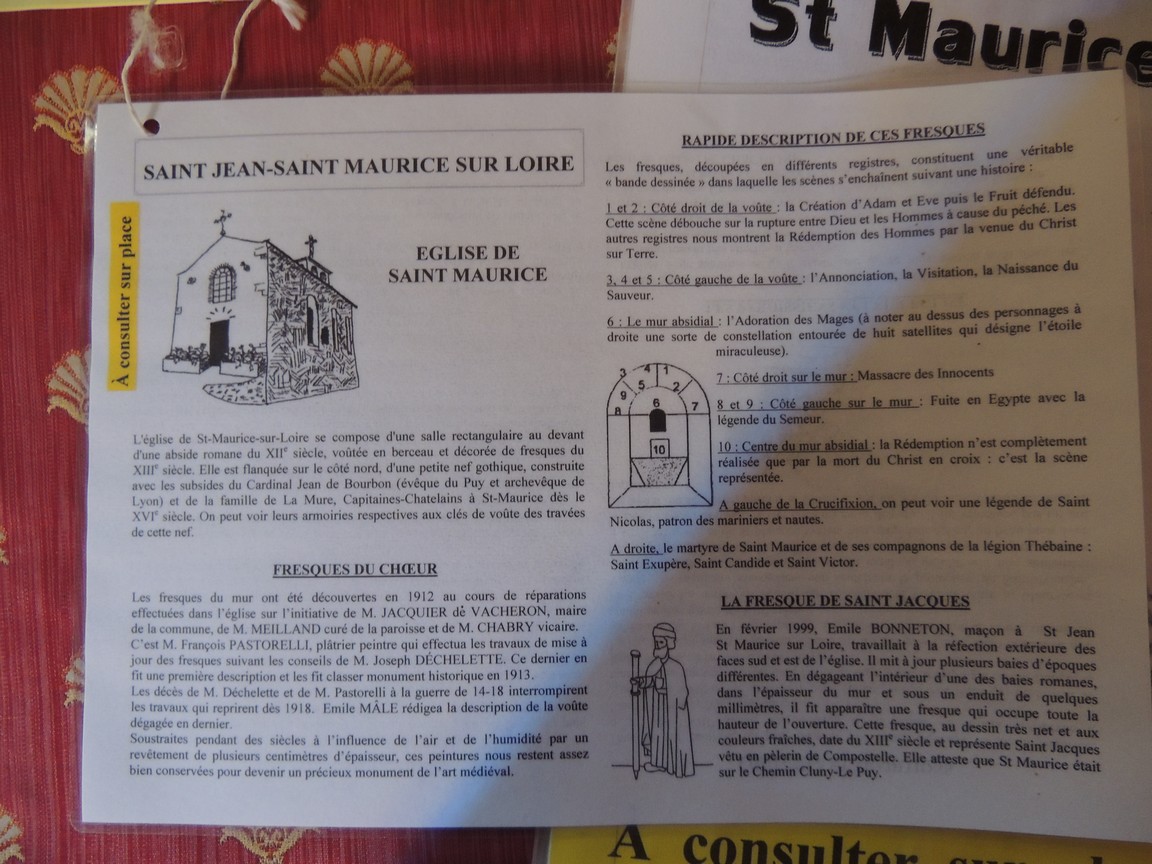 St Maurice
SAINT JEAN-SAINT MAURICE SUR LOIRE
À consulter sur place
EGLISE DE
SAINT MAURICE
L'église de St-Maurice-sur-Loire se compose d'une salle rectangulaire au devant
d'une abside romane du XIIe siècle, voûtée en berceau et décorée de fresques du
XIIIe siècle. Elle est flanquée sur le côté nord, d'une petite nef gothique, construite
avec les subsides du Cardinal Jean de Bourbon (évêque du Puy et archevêque de
Lyon) et de la famille de La Mure, Capitaines-Chatelains à St-Maurice dès le
XVIe siècle. On peut voir leurs armoiries respectives aux clés de voûte des travées
de cette nef.
FRESQUES DU CHŒUR
Les fresques du mur ont été découvertes en 1912 au cours de réparations
effectuées dans l'église sur l'initiative de M. JACQUIER de VACHERON, maire
de la commune, de M. MEILLAND curé de la paroisse et de M. CHABRY vicaire.
C'est M. François PASTORELLI, plâtrier peintre qui effectua les travaux de mise à
jour des fresques suivant les conseils de M. Joseph DÉCHELETTE. Ce dernier en
fit une première description et les fit classer monument historique en 1913.
Les décès de M. Déchelette et de M. Pastorelli à la guerre de 14-18 interrompirent
les travaux qui reprirent dès 1918. Emile MÂLE rédigea la description de la voûte
dégagée en dernier.
Soustraites pendant des siècles à l'influence de l'air et de l'humidité par un
revêtement de plusieurs centimètres d'épaisseur, ces peintures nous restent assez
bien conservées pour devenir un précieux monument de l'art médiéval.
RAPIDE DESCRIPTION DE CES FRESQUES
Les fresques, découpées en différents registres, constituent une véritable
« bande dessinée » dans laquelle les scènes s'enchaînent suivant une histoire :
1 et 2 : Côté droit de la voûte : la Création d'Adam et Eve puis le Fruit défendu.
Cette scène débouche sur la rupture entre Dieu et les Hommes à cause du péché. Les
autres registres nous montrent la Rédemption des Hommes par la venue du Christ
sur Terre.
3, 4 et 5 : Côté gauche de la voûte : l'Annonciation, la Visitation, la Naissance du
Sauveur.
6 : Le mur absidial : l'Adoration des Mages (à noter au dessus des personnages à
droite une sorte de constellation entourée de huit satellites qui désigne l'étoile
miraculeuse).
3 4 1
9 5 2
8 6 7
10
7 : Côté droit sur le mur : Massacre des Innocents
8 et 9 : Côté gauche sur le mur : Fuite en Egypte avec la
légende du Semeur.
10 : Centre du mur absidial : la Rédemption n'est complètement
réalisée que par la mort du Christ en croix : c'est la scène
représentée.
A gauche de la Crucifixion, on peut voir une légende de Saint
Nicolas, patron des mariniers et nautes.
A droite, le martyre de Saint Maurice et de ses compagnons de la légion Thébaine :
Saint Exupère, Saint Candide et Saint Victor.
LA FRESQUE DE SAINT JACQUES
En février 1999, Emile BONNETON, maçon à St Jean
St Maurice sur Loire, travaillait à la réfection extérieure des
faces sud et est de l'église. Il mit à jour plusieurs baies d'époques
différentes. En dégageant l'intérieur d'une des baies romanes,
dans l'épaisseur du mur et sous un enduit de quelques
millimètres, il fit apparaître une fresque qui occupe toute la
hauteur de l'ouverture. Cette fresque, au dessin très net et aux
couleurs fraîches, date du XIIIe siècle et représente Saint Jacques
vêtu en pèlerin de Compostelle. Elle atteste que St Maurice était
sur le Chemin Cluny-Le Puy.
A consulter